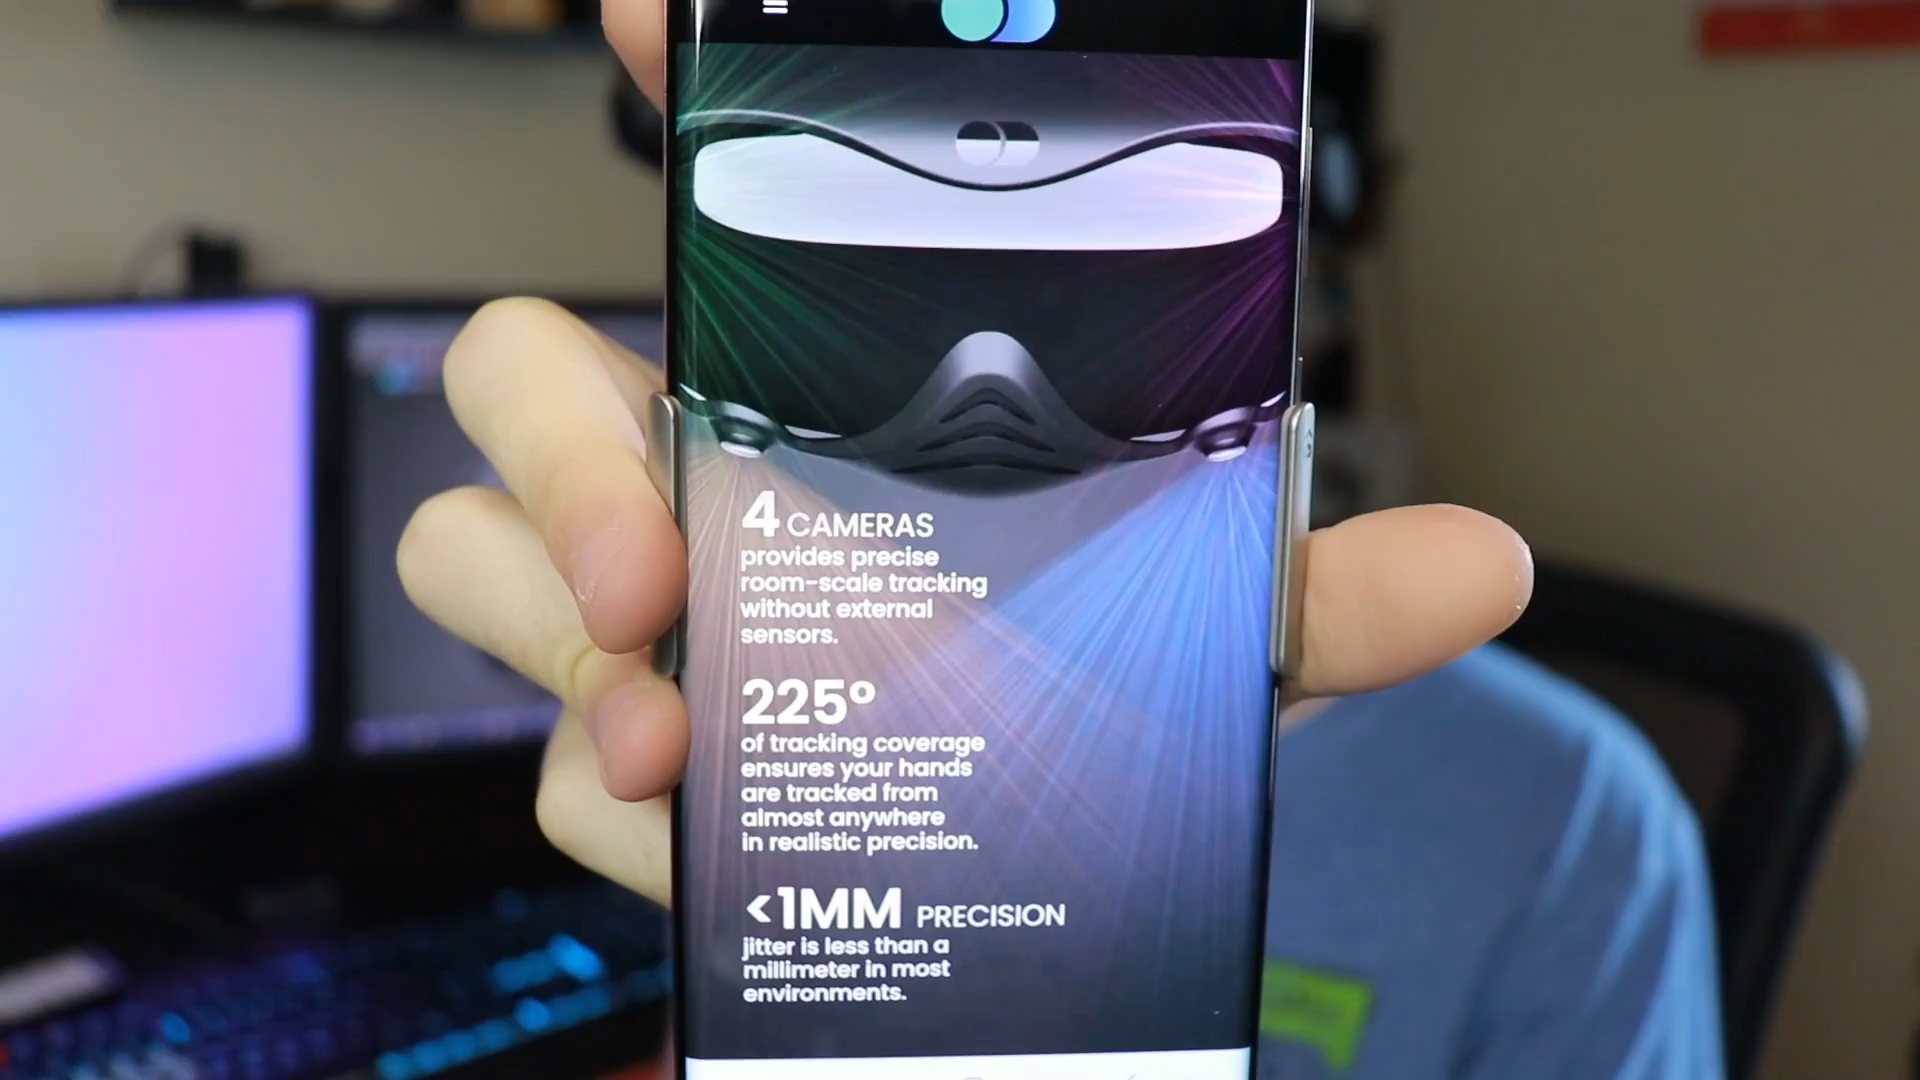 4 CAMERAS
provides precise
room-scale tracking
without external
sensors.
225°
of tracking coverage
ensures your hands
are tracked from
almost anywhere
in realistic precision.
<1MM PRECISION
jitter is less than a
millimeter in most
environments.